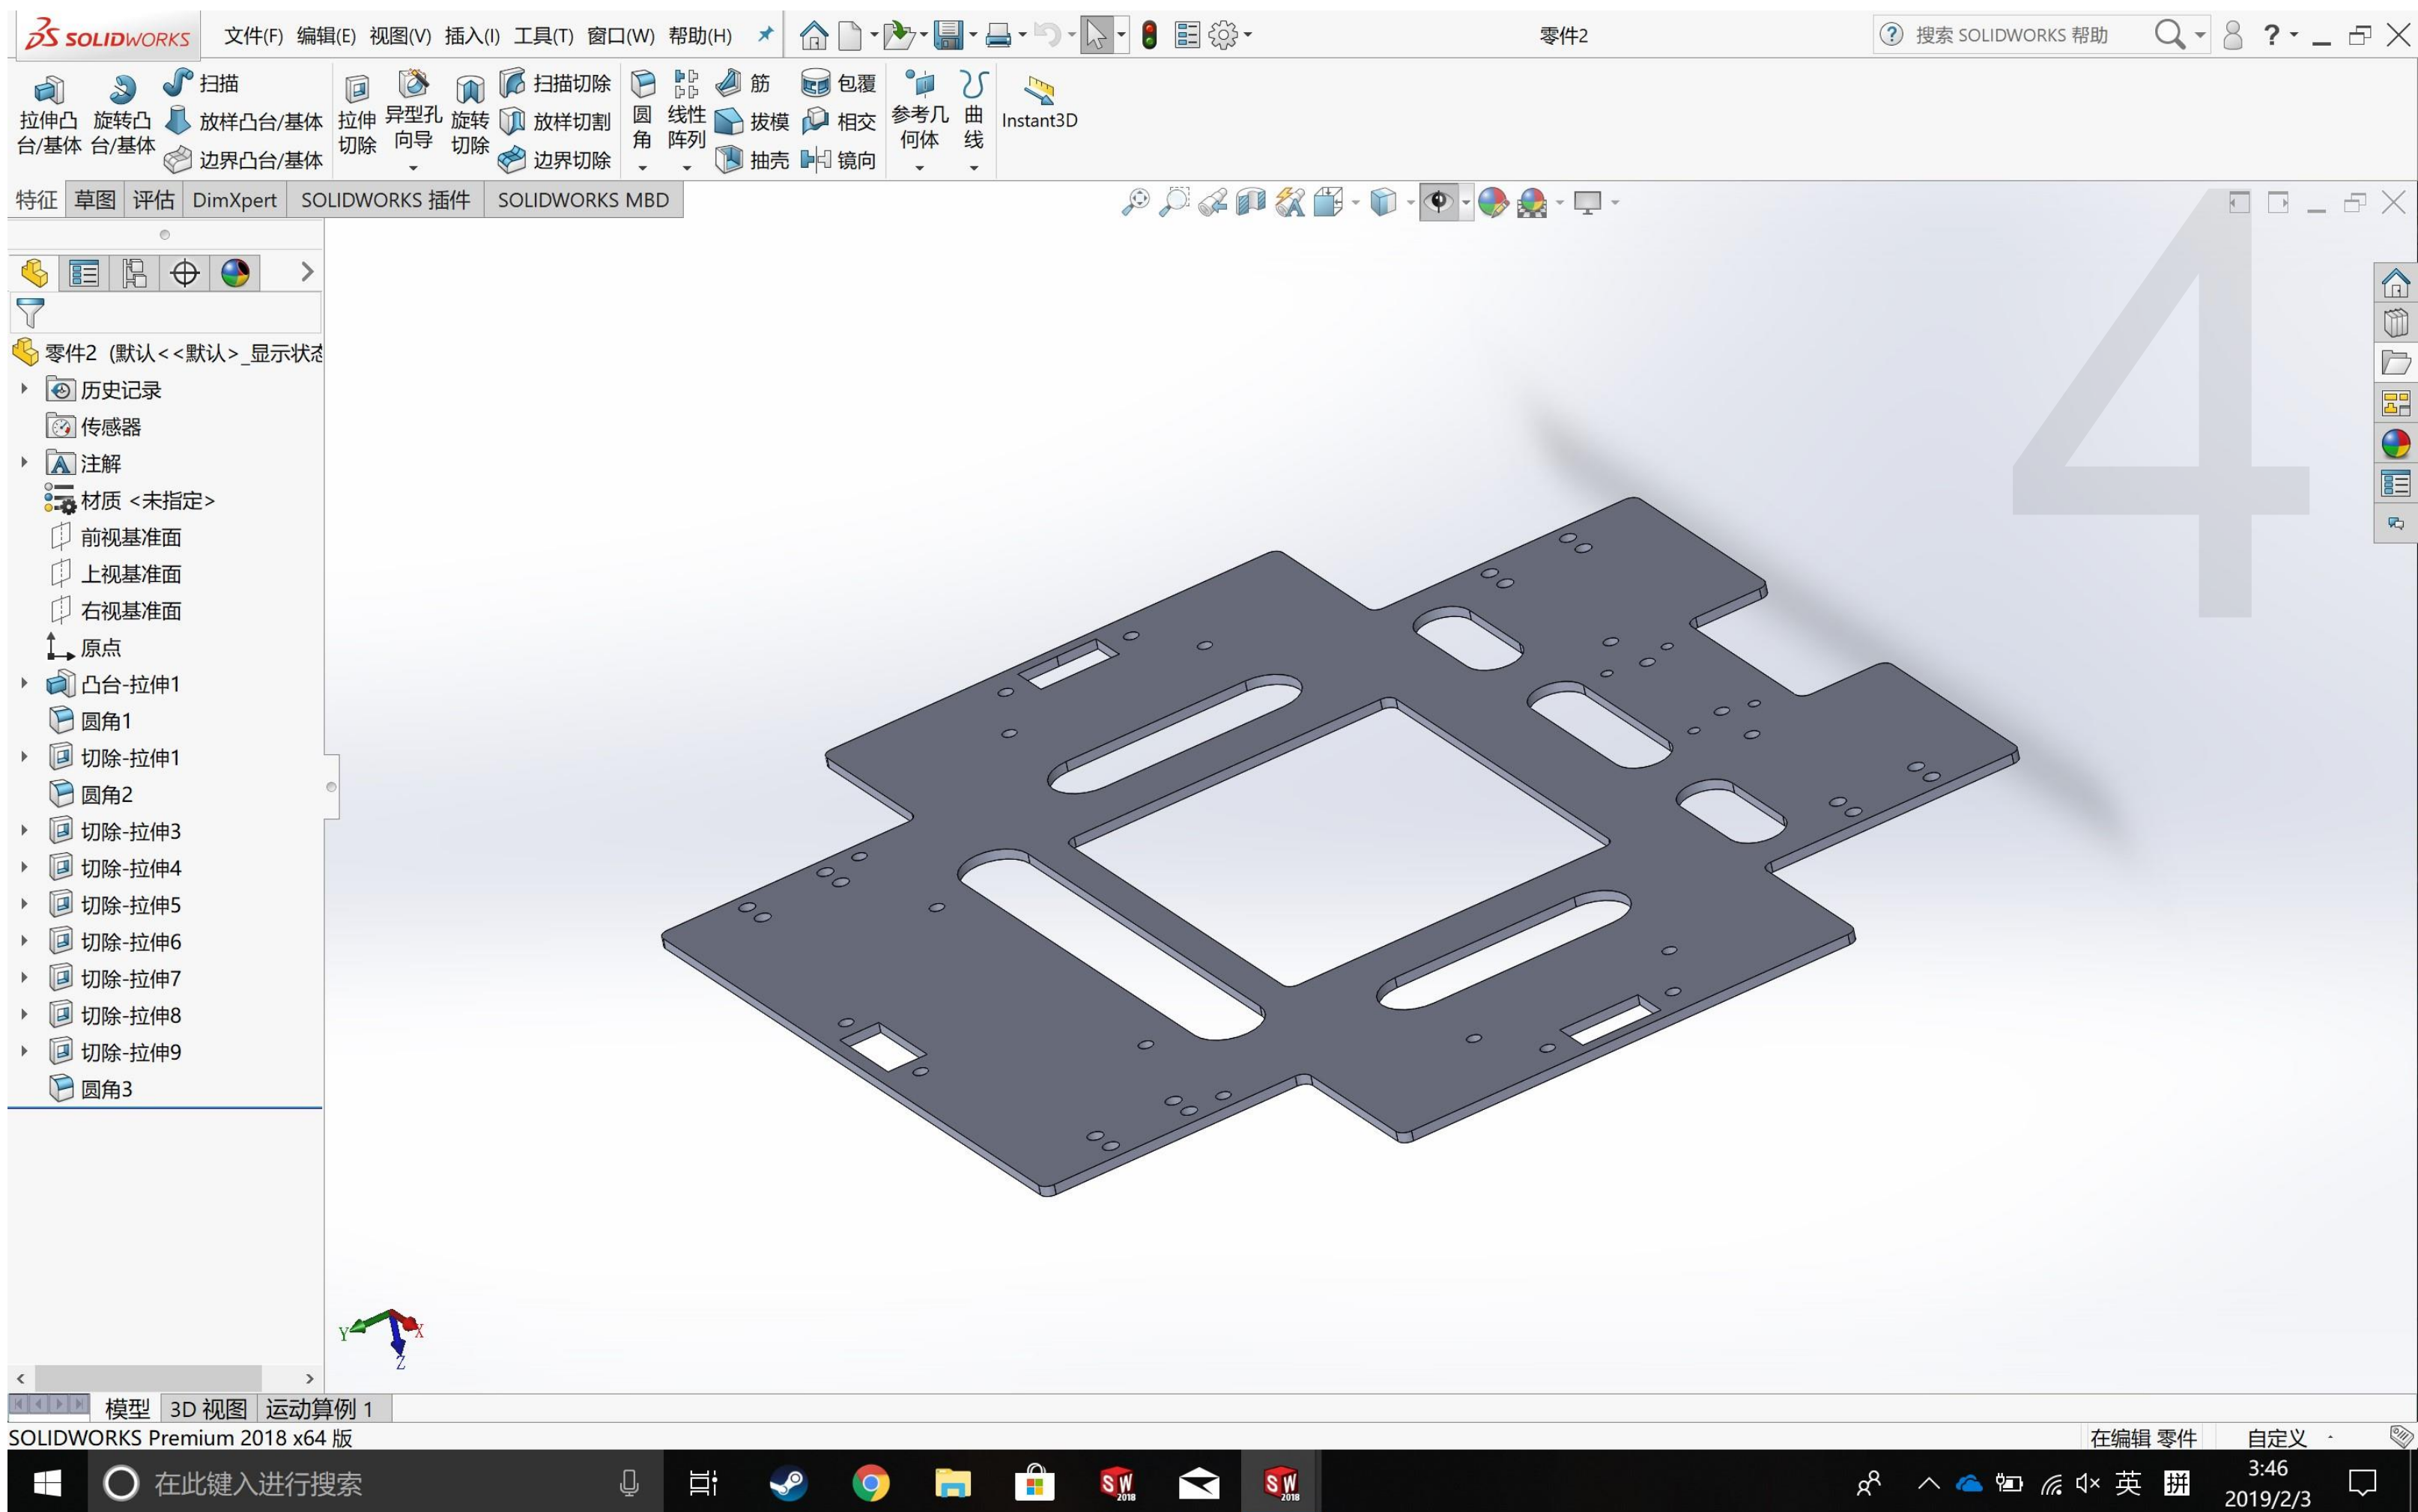 SOLIDWORKS 文件(F) 编辑(E) 视图(V) 插入(I) 工具(T) 窗口(W) 帮助(H) 零件2 搜索 SOLIDWORKS 帮助
拉伸凸台/基体
旋转凸台/基体
扫描
放样凸台/基体
边界凸台/基体
拉伸切除
异型孔向导
旋转切除
扫描切除
放样切割
边界切除
圆角
线性阵列
筋
拔模
抽壳
包覆
相交
镜向
参考几何体
曲线
Instant3D
特征 草图 评估 DimXpert SOLIDWORKS 插件 SOLIDWORKS MBD
4
零件2 (默认<<默认>_显示状态
历史记录
传感器
注解
材质 <未指定>
前视基准面
上视基准面
右视基准面
原点
凸台-拉伸1
圆角1
切除-拉伸1
圆角2
切除-拉伸3
切除-拉伸4
切除-拉伸5
切除-拉伸6
切除-拉伸7
切除-拉伸8
切除-拉伸9
圆角3
Y X
Z
模型 3D 视图 运动算例 1
SOLIDWORKS Premium 2018 x64 版 在编辑 零件 自定义
在此键入进行搜索 SW 2018 SW 2018 英 拼 3:46
2019/2/3